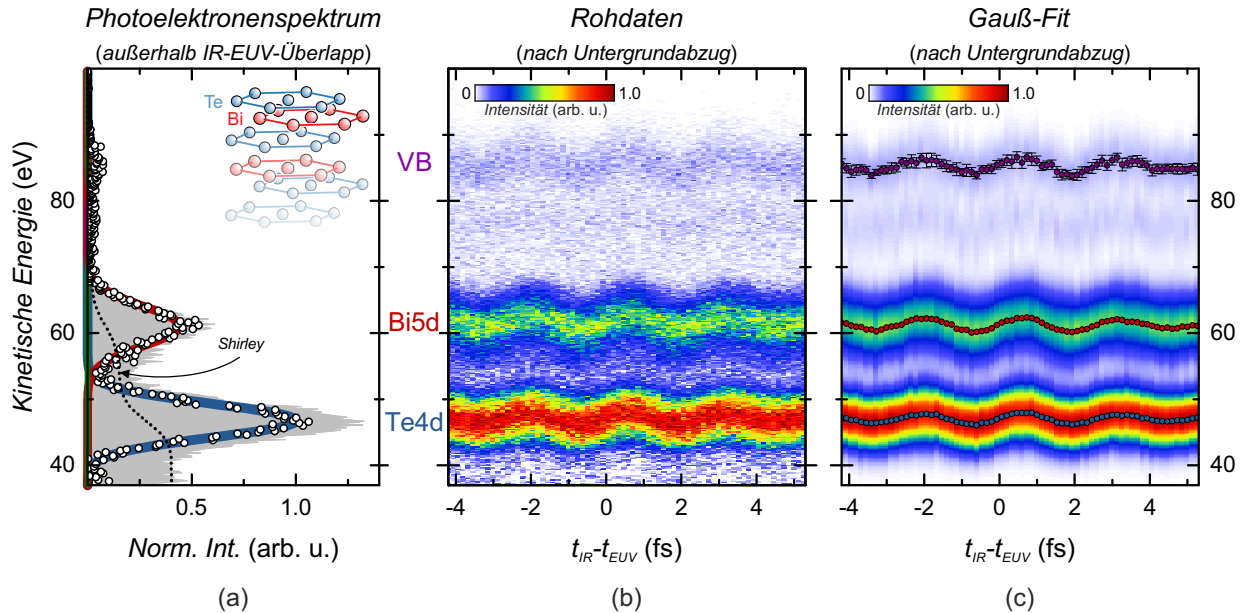 Photoelektronenspektrum
(außerhalb IR-EUV-Überlapp)
Rohdaten
(nach Untergrundabzug)
Gauß-Fit
(nach Untergrundabzug)
Te
Bi
Shirley
Kinetische Energie (eV)
80
60
40
0.5
1.0
Norm. Int. (arb. u.)
(a)
VB
Bi5d
Te4d
0
1.0
Intensität (arb. u.)
-4
-2
0
2
4
t_IR-t_EUV (fs)
(b)
0
1.0
Intensität (arb. u.)
80
60
40
-4
-2
0
2
4
t_IR-t_EUV (fs)
(c)